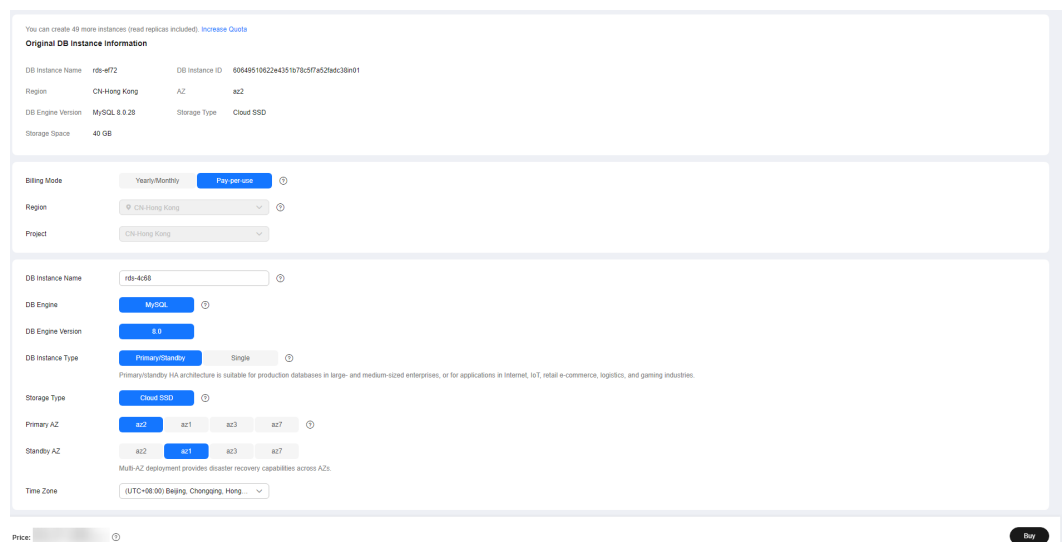 You can create 49 more instances (read replicas included). Increase Quota
Original DB Instance Information
DB Instance Name rds-ef72 DB Instance ID 60649510622e4351b78c5f7a52fadc38in01
Region CN-Hong Kong AZ az2
DB Engine Version MySQL 8.0.28 Storage Type Cloud SSD
Storage Space 40 GB
Billing Mode Yearly/Monthly Pay-per-use
Region CN-Hong Kong
Project CN-Hong Kong
DB Instance Name rds-4c68
DB Engine MySQL
DB Engine Version 8.0
DB Instance Type Primary/Standby Single
Primary/standby HA architecture is suitable for production databases in large- and medium-sized enterprises, or for applications in Internet, IoT, retail e-commerce, logistics, and gaming industries.
Storage Type Cloud SSD
Primary AZ az2 az1 az3 az7
Standby AZ az2 az1 az3 az7
Multi-AZ deployment provides disaster recovery capabilities across AZs.
Time Zone (UTC+08:00) Beijing, Chongqing, Hong...
Price: Buy